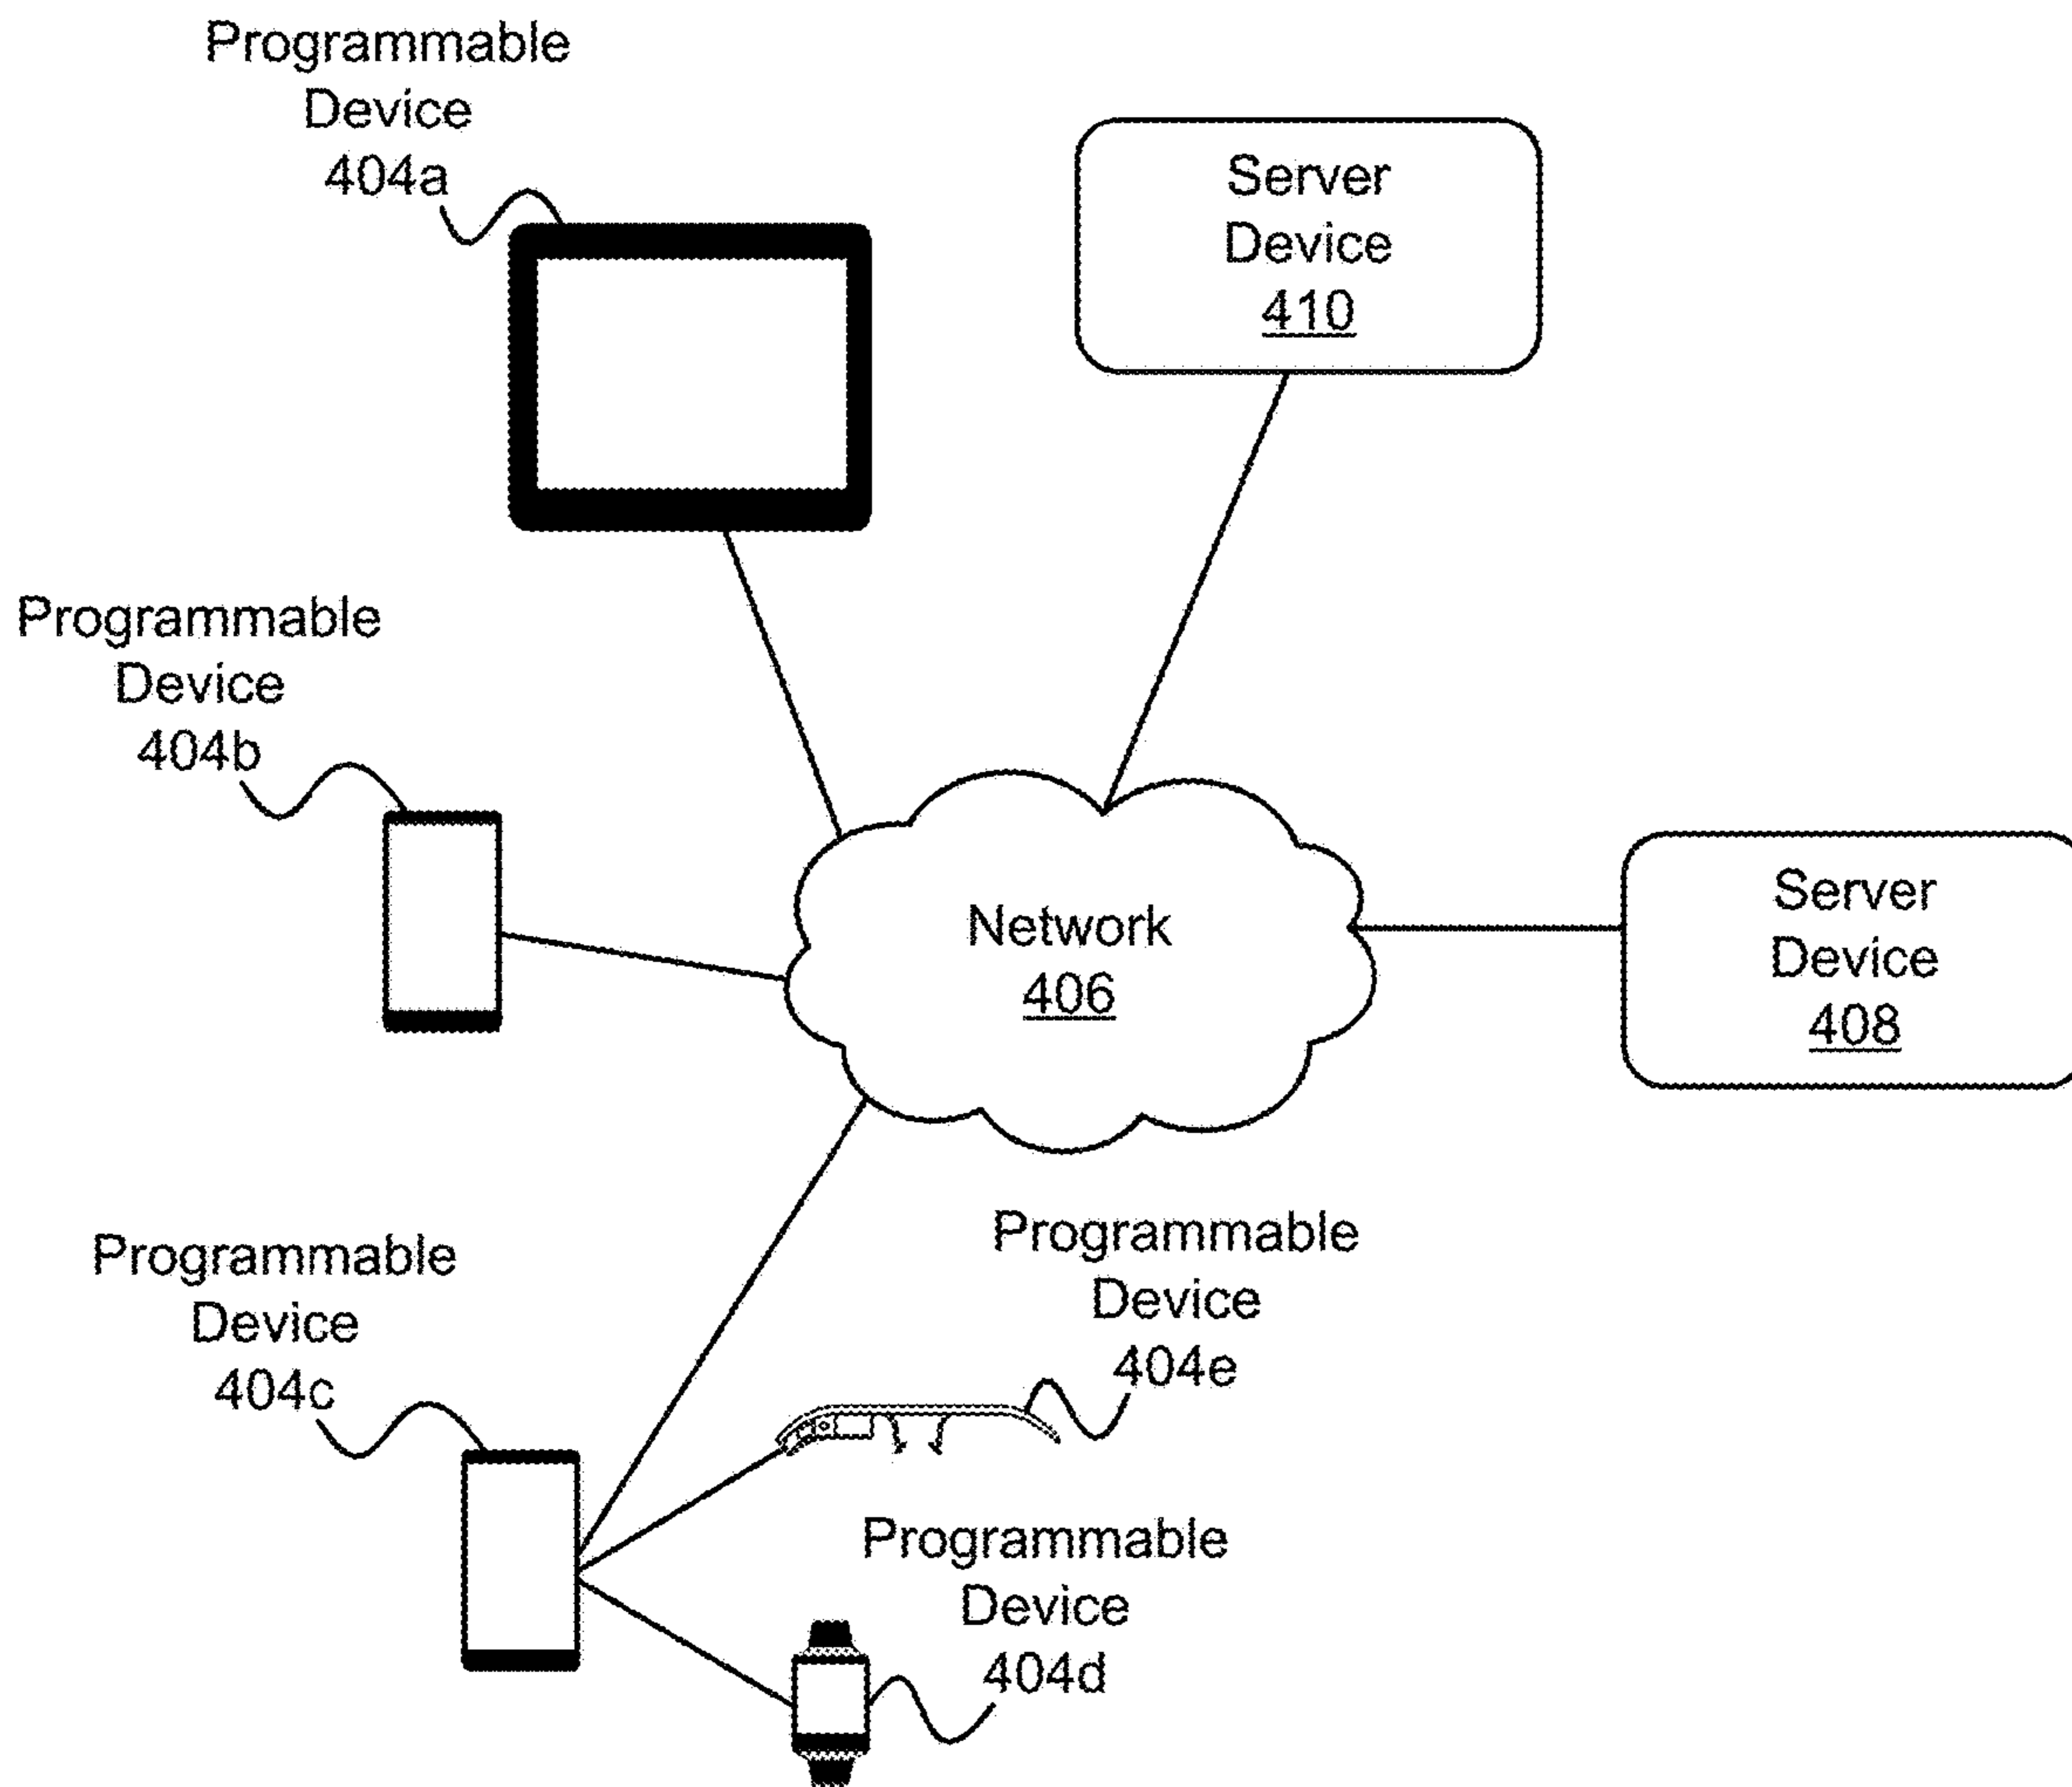 Programmable
Device
404a
Server
Device
410
Programmable
Device
404b
Network
406
Server
Device
408
Programmable
Device
404c
Programmable
Device
404e
Programmable
Device
404d